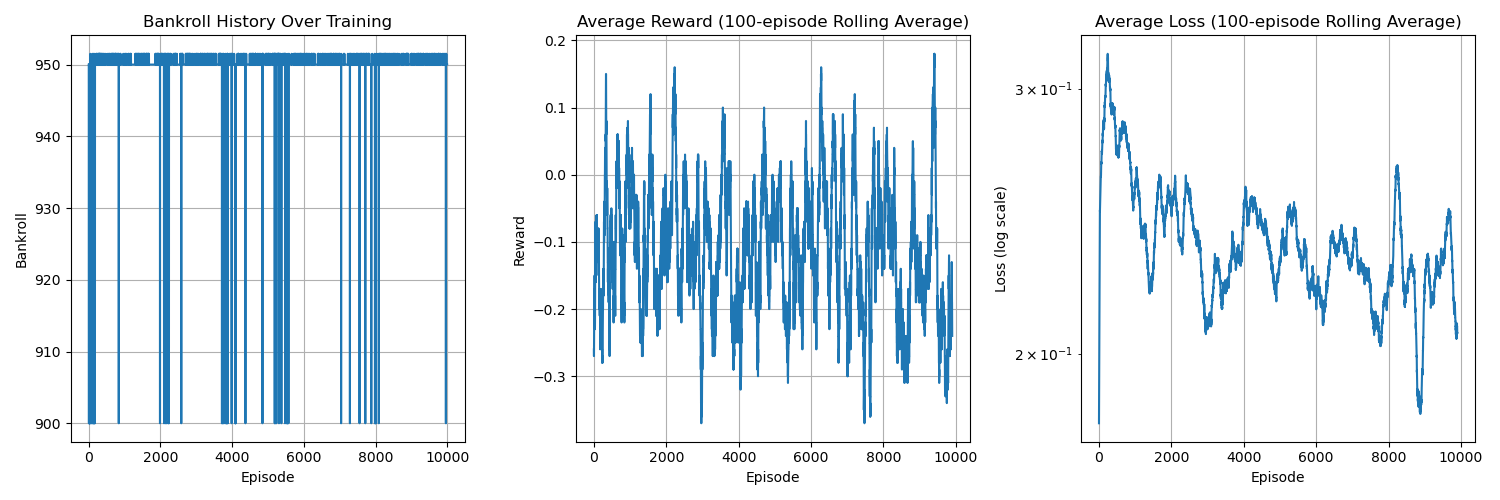 Bankroll History Over Training
Bankroll
950
940
930
920
910
900
0 2000 4000 6000 8000 10000
Episode
Average Reward (100-episode Rolling Average)
Reward
0.2
0.1
0.0
−0.1
−0.2
−0.3
0 2000 4000 6000 8000 10000
Episode
Average Loss (100-episode Rolling Average)
Loss (log scale)
3 × 10⁻¹
2 × 10⁻¹
0 2000 4000 6000 8000 10000
Episode